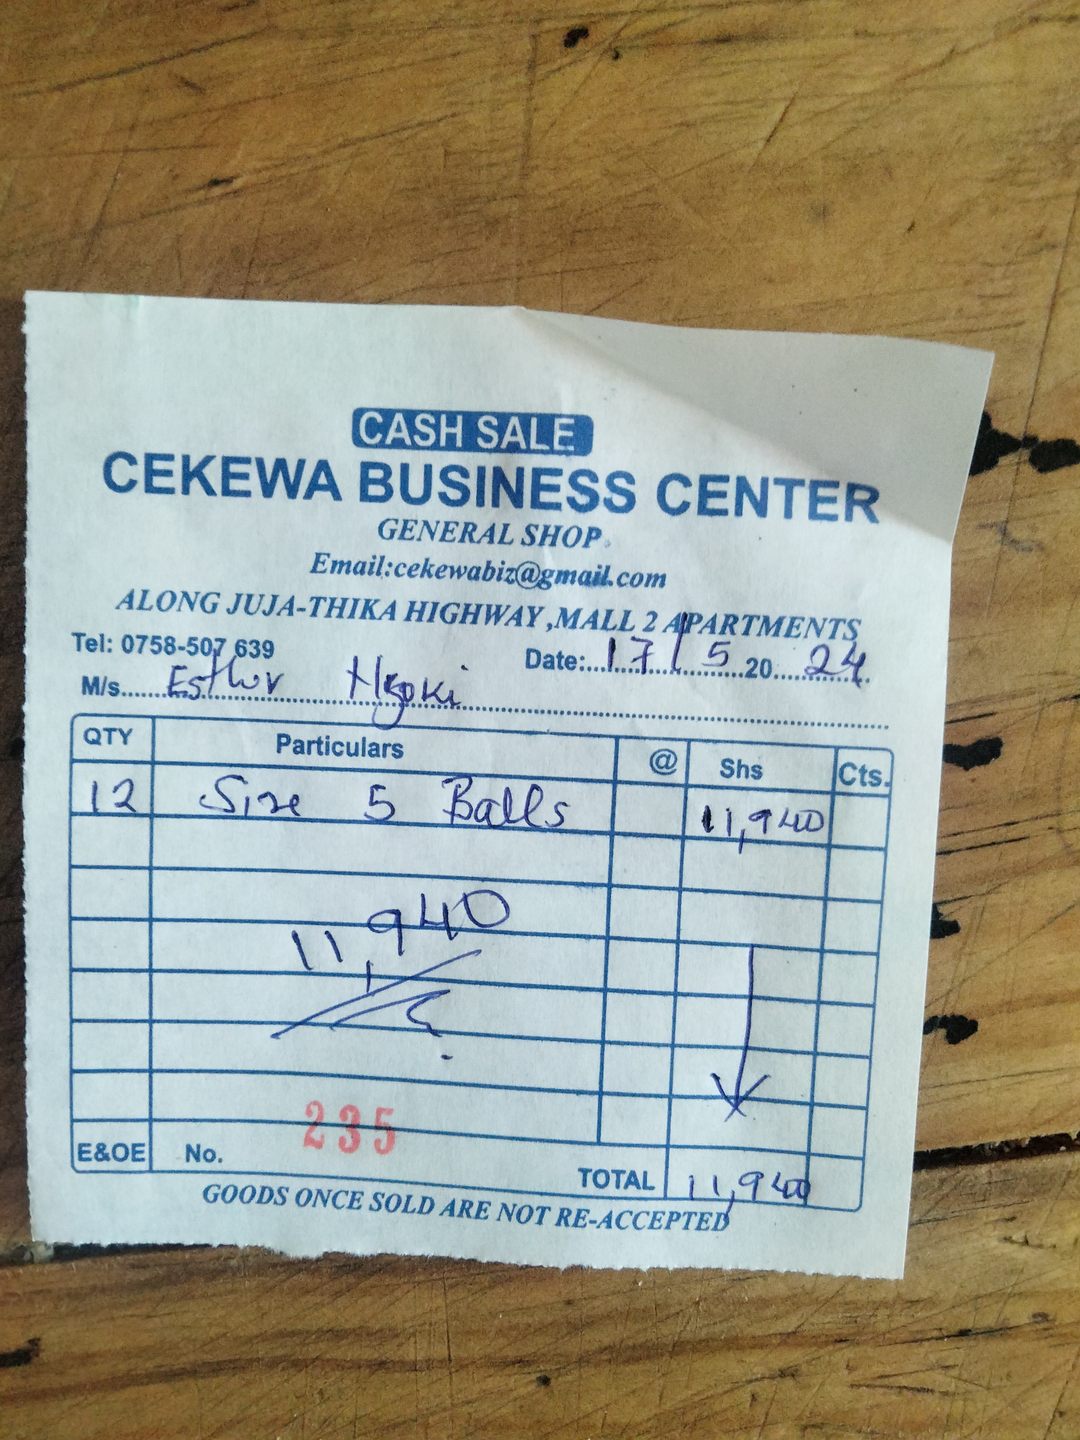 CASH SALE
CEKEWA BUSINESS CENTER
GENERAL SHOP
Email:cekewabiz@gmail.com
ALONG JUJA-THIKA HIGHWAY,MALL 2 APARTMENTS
Tel: 0758-507 639 Date:...17/5...20...24...
M/s......Esther
QTY Particulars @ Shs Cts.
12 Size 5 Balls 11,940
11,940
E&OE No. 235 TOTAL 11,940
GOODS ONCE SOLD ARE NOT RE-ACCEPTED